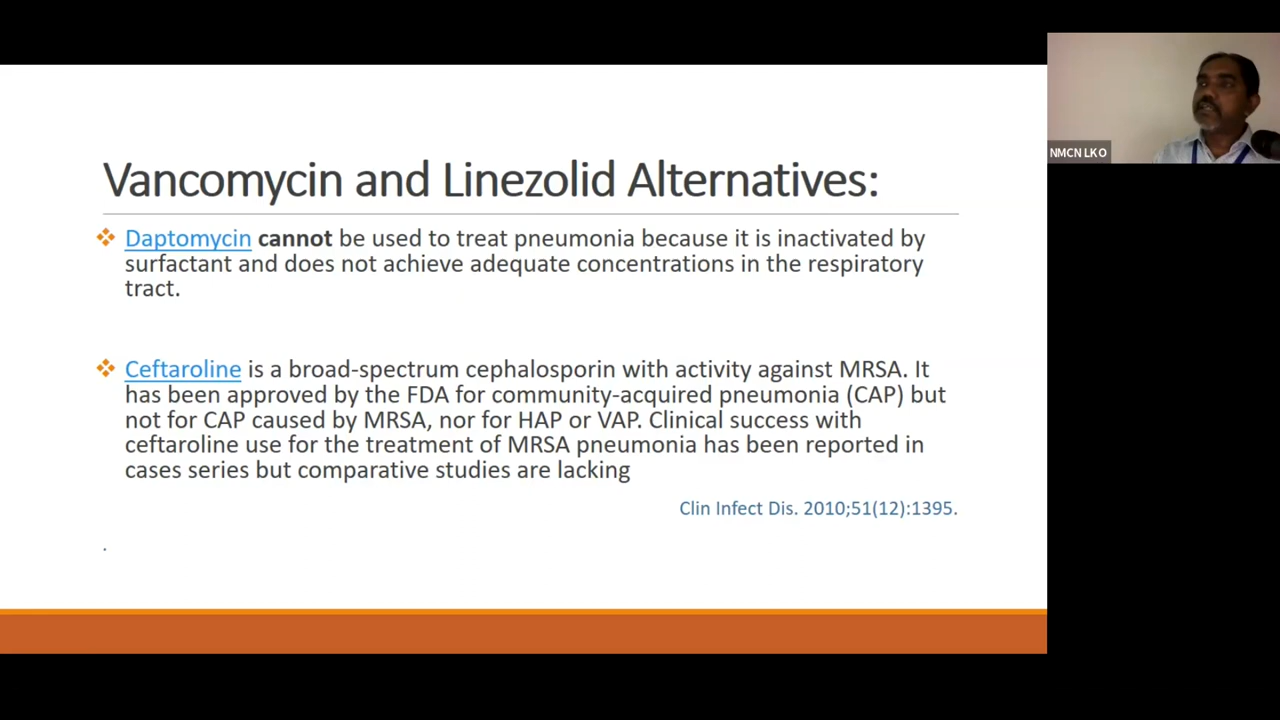 Vancomycin and Linezolid Alternatives:
Daptomycin cannot be used to treat pneumonia because it is inactivated by
surfactant and does not achieve adequate concentrations in the respiratory
tract.
Ceftaroline is a broad-spectrum cephalosporin with activity against MRSA. It
has been approved by the FDA for community-acquired pneumonia (CAP) but
not for CAP caused by MRSA, nor for HAP or VAP. Clinical success with
ceftaroline use for the treatment of MRSA pneumonia has been reported in
cases series but comparative studies are lacking
Clin Infect Dis. 2010;51(12):1395.
.
NMCN LKO